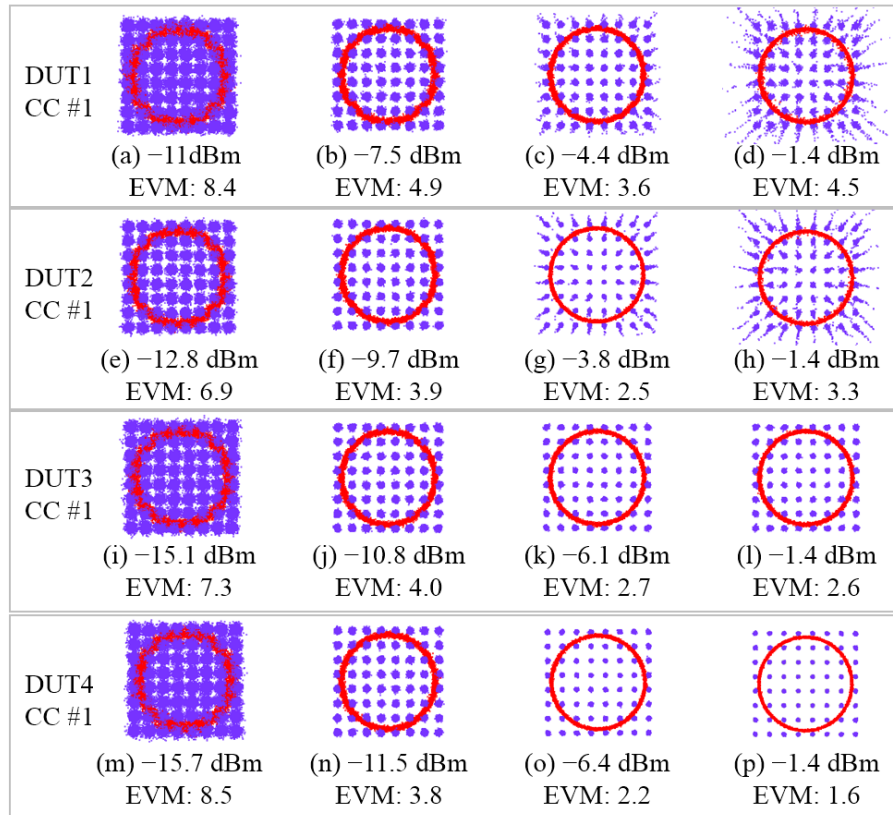 DUT1
CC #1
(a) −11dBm
EVM: 8.4
(b) −7.5 dBm
EVM: 4.9
(c) −4.4 dBm
EVM: 3.6
(d) −1.4 dBm
EVM: 4.5
DUT2
CC #1
(e) −12.8 dBm
EVM: 6.9
(f) −9.7 dBm
EVM: 3.9
(g) −3.8 dBm
EVM: 2.5
(h) −1.4 dBm
EVM: 3.3
DUT3
CC #1
(i) −15.1 dBm
EVM: 7.3
(j) −10.8 dBm
EVM: 4.0
(k) −6.1 dBm
EVM: 2.7
(l) −1.4 dBm
EVM: 2.6
DUT4
CC #1
(m) −15.7 dBm
EVM: 8.5
(n) −11.5 dBm
EVM: 3.8
(o) −6.4 dBm
EVM: 2.2
(p) −1.4 dBm
EVM: 1.6